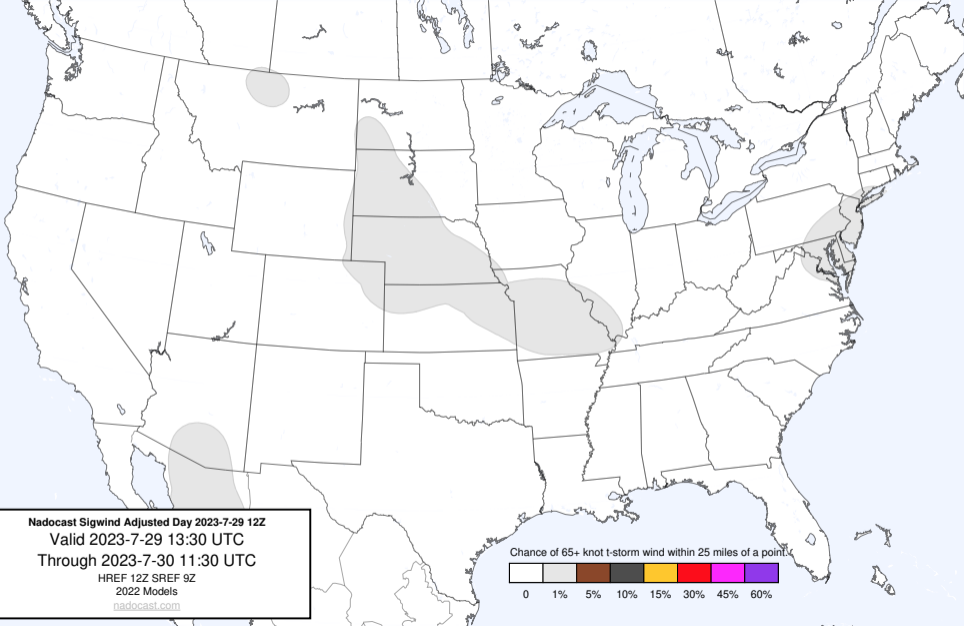 Nadocast Sigwind Adjusted Day 2023-7-29 12Z
Valid 2023-7-29 13:30 UTC
Through 2023-7-30 11:30 UTC
HREF 12Z SREF 9Z
2022 Models
nadocast.com
Chance of 65+ knot t-storm wind within 25 miles of a point.
0 1% 5% 10% 15% 30% 45% 60%